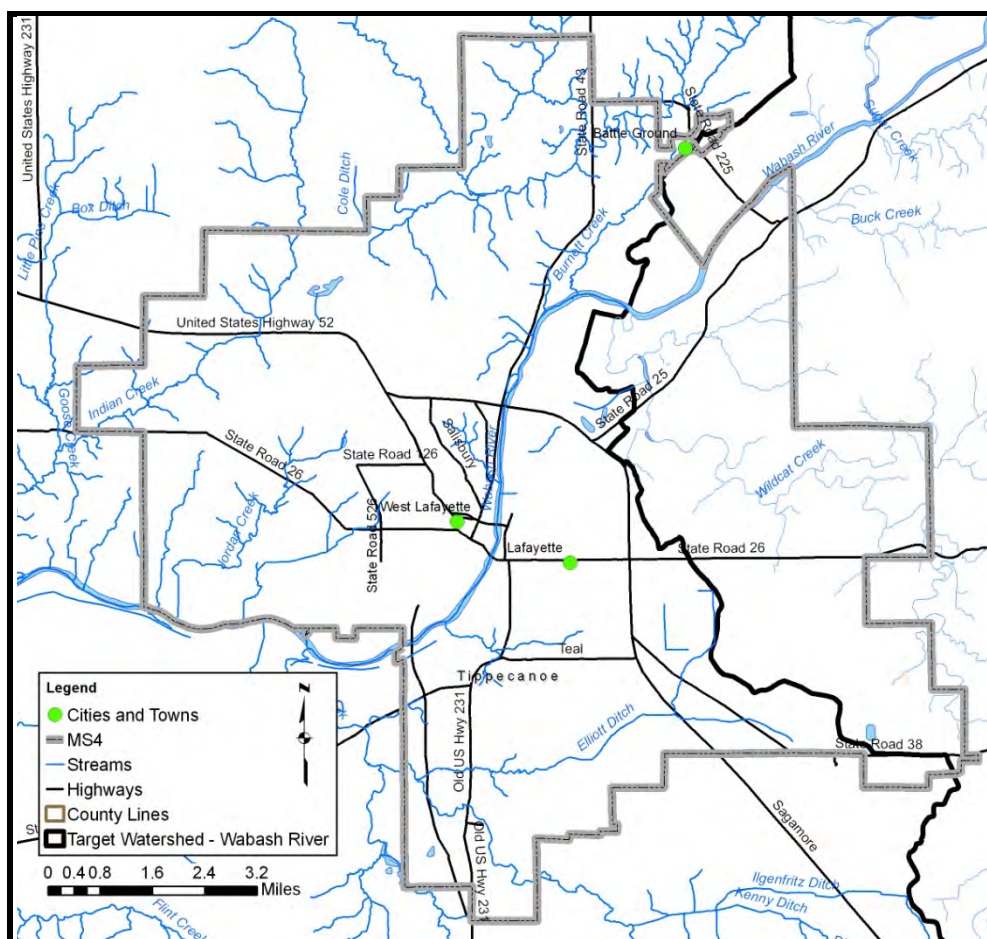 United States Highway 231
State Road 43
State Road 225
Battle Ground
Sugar Creek
Wabash River
Cole Ditch
Box Ditch
Little Pine Creek
Buck Creek
Burnett Creek
United States Highway 52
State Road 25
Indian Creek
Goose Creek
Salisbury
State Road 26
State Road 126
Wabash River
Wildcat Creek
West Lafayette
State Road 526
Jordan Creek
Lafayette
State Road 26
Teal
Tippecanoe
Old US Hwy 231
Elliott Ditch
State Road 38
Sagamore
Old US Hwy 231
Ilgenfritz Ditch
Kenny Ditch
Flint Creek
Legend
Cities and Towns
MS4
Streams
Highways
County Lines
Target Watershed - Wabash River
N
0 0.4 0.8 1.6 2.4 3.2
Miles